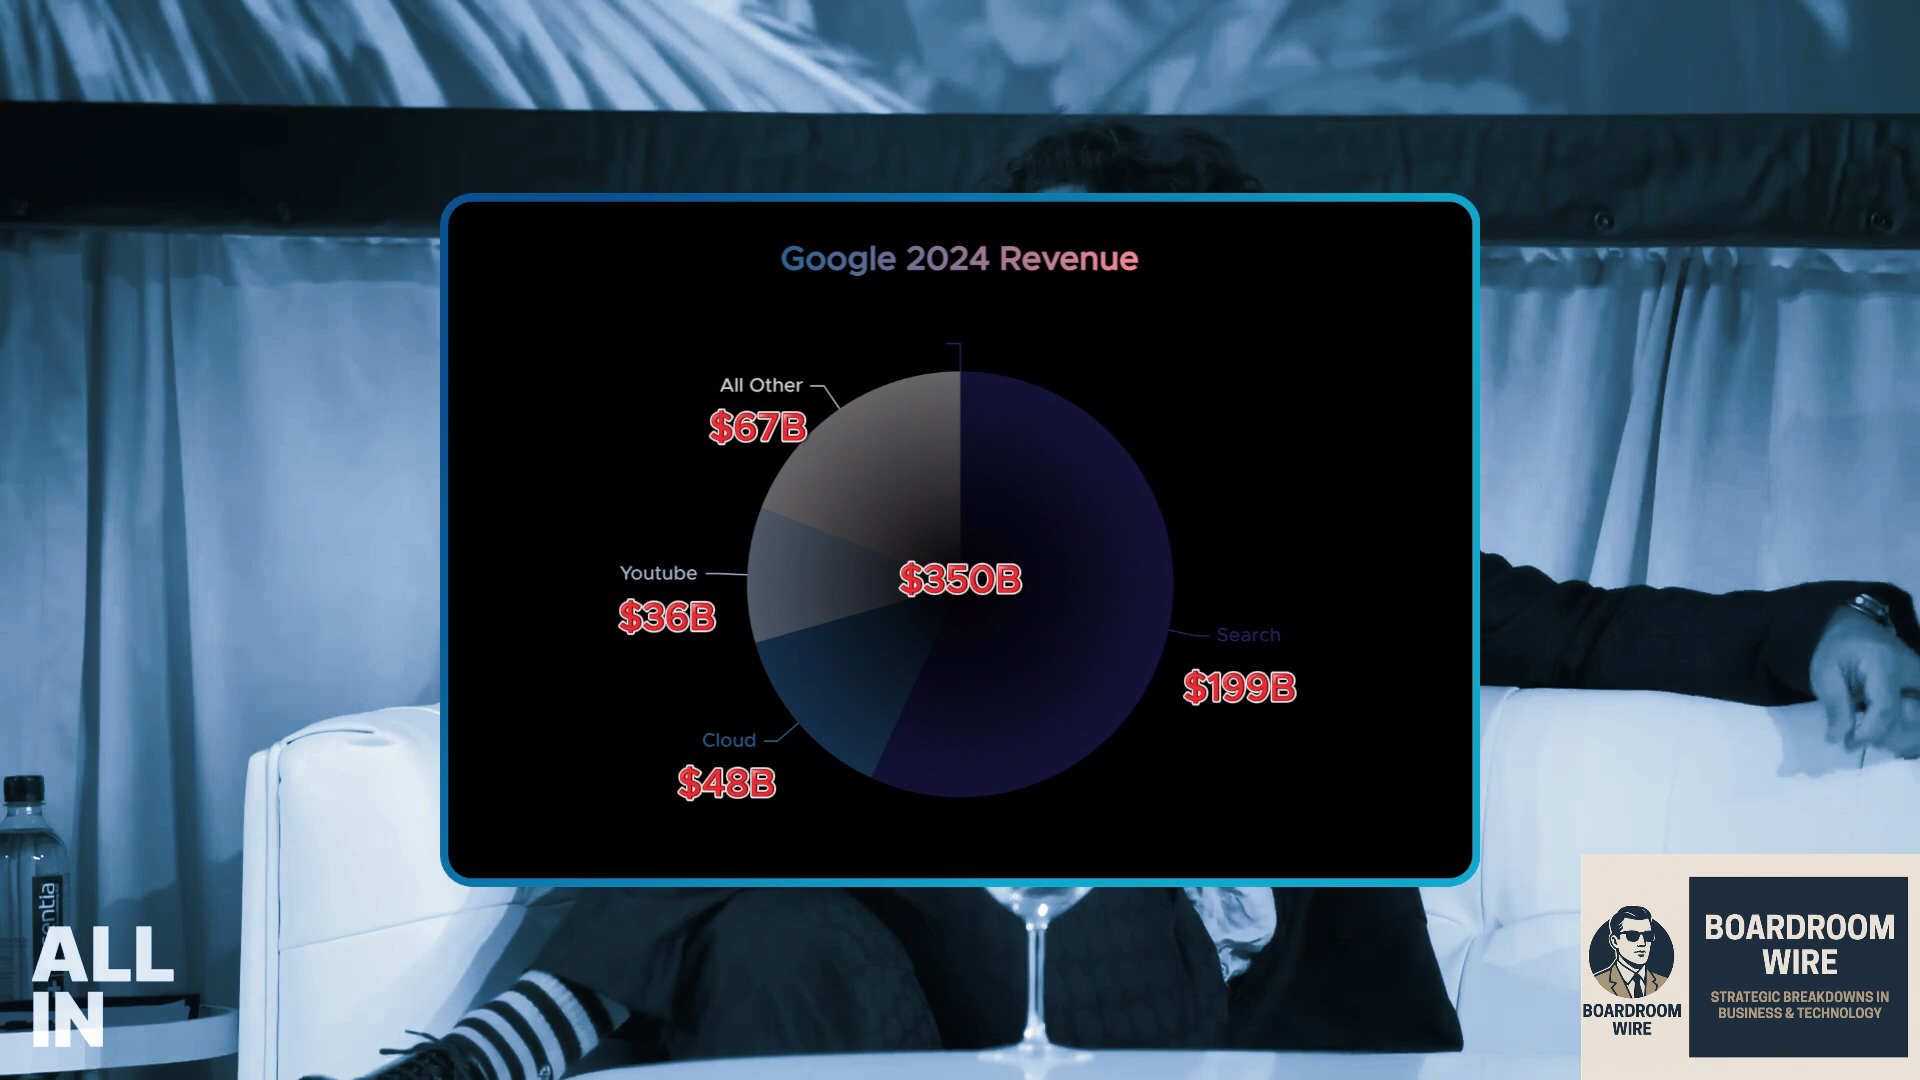 Google 2024 Revenue
All Other
$67B
Youtube
$36B
$350B
Search
$199B
Cloud
$48B
entia
ALL
IN
BOARDROOM
WIRE
BOARDROOM
WIRE
STRATEGIC BREAKDOWNS IN
BUSINESS & TECHNOLOGY